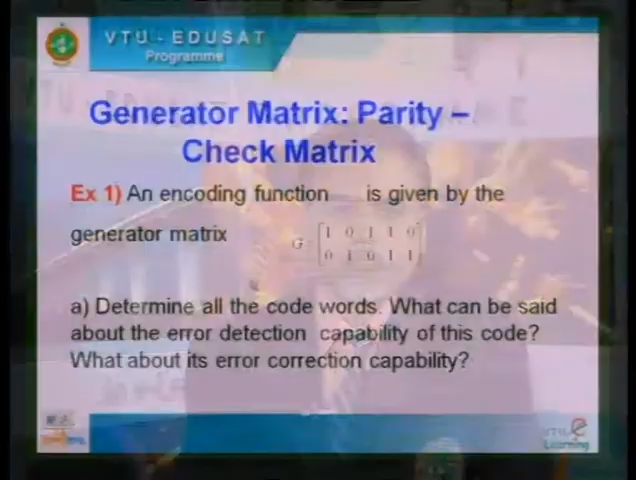 VTU - EDUSAT
Programme
Generator Matrix: Parity –
Check Matrix
Ex 1) An encoding function is given by the
generator matrix
G
1 0 1 1 0
0 1 0 1 1
a) Determine all the code words. What can be said
about the error detection capability of this code?
What about its error correction capability?
VTU e
Learning